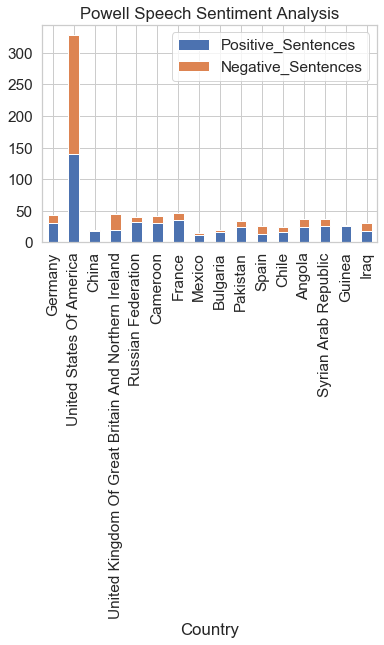 Powell Speech Sentiment Analysis
Positive_Sentences
Negative_Sentences
300
250
200
150
100
50
0
Germany
United States Of America
China
United Kingdom Of Great Britain And Northern Ireland
Russian Federation
Cameroon
France
Mexico
Bulgaria
Pakistan
Spain
Chile
Angola
Syrian Arab Republic
Guinea
Iraq
Country